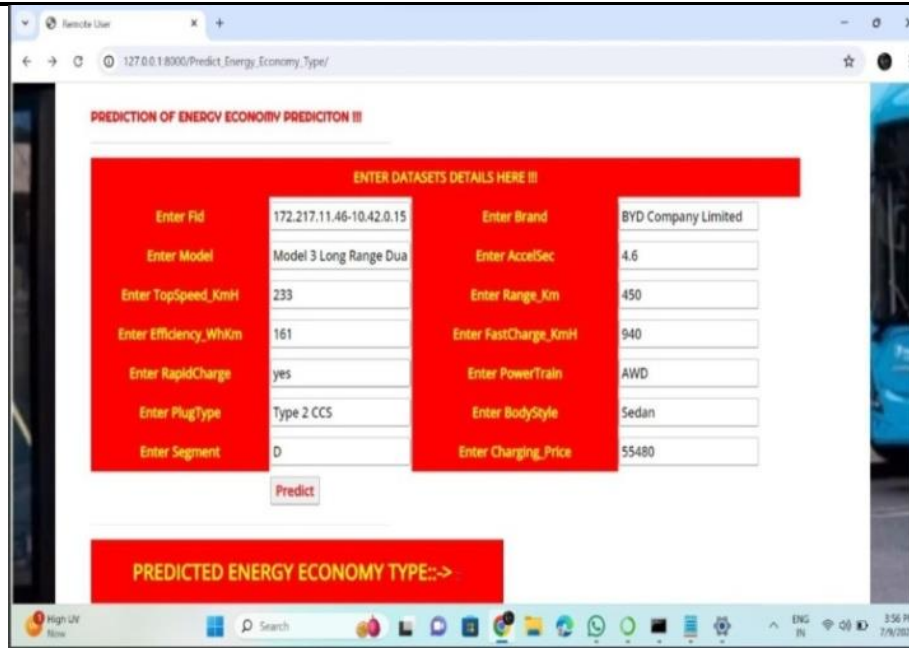 Remote User
127.0.0.1:8000/Predict_Energy_Economy_Type/
PREDICTION OF ENERGY ECONOMY PREDICITON !!!
ENTER DATASETS DETAILS HERE !!!
Enter Fid 172.217.11.46-10.42.0.15 Enter Brand BYD Company Limited
Enter Model Model 3 Long Range Dua Enter AccelSec 4.6
Enter TopSpeed_KmH 233 Enter Range_Km 450
Enter Efficiency_WhKm 161 Enter FastCharge_KmH 940
Enter RapidCharge yes Enter PowerTrain AWD
Enter PlugType Type 2 CCS Enter BodyStyle Sedan
Enter Segment D Enter Charging_Price 55480
Predict
PREDICTED ENERGY ECONOMY TYPE::->
High UV Search ENG 3:56
Now IN